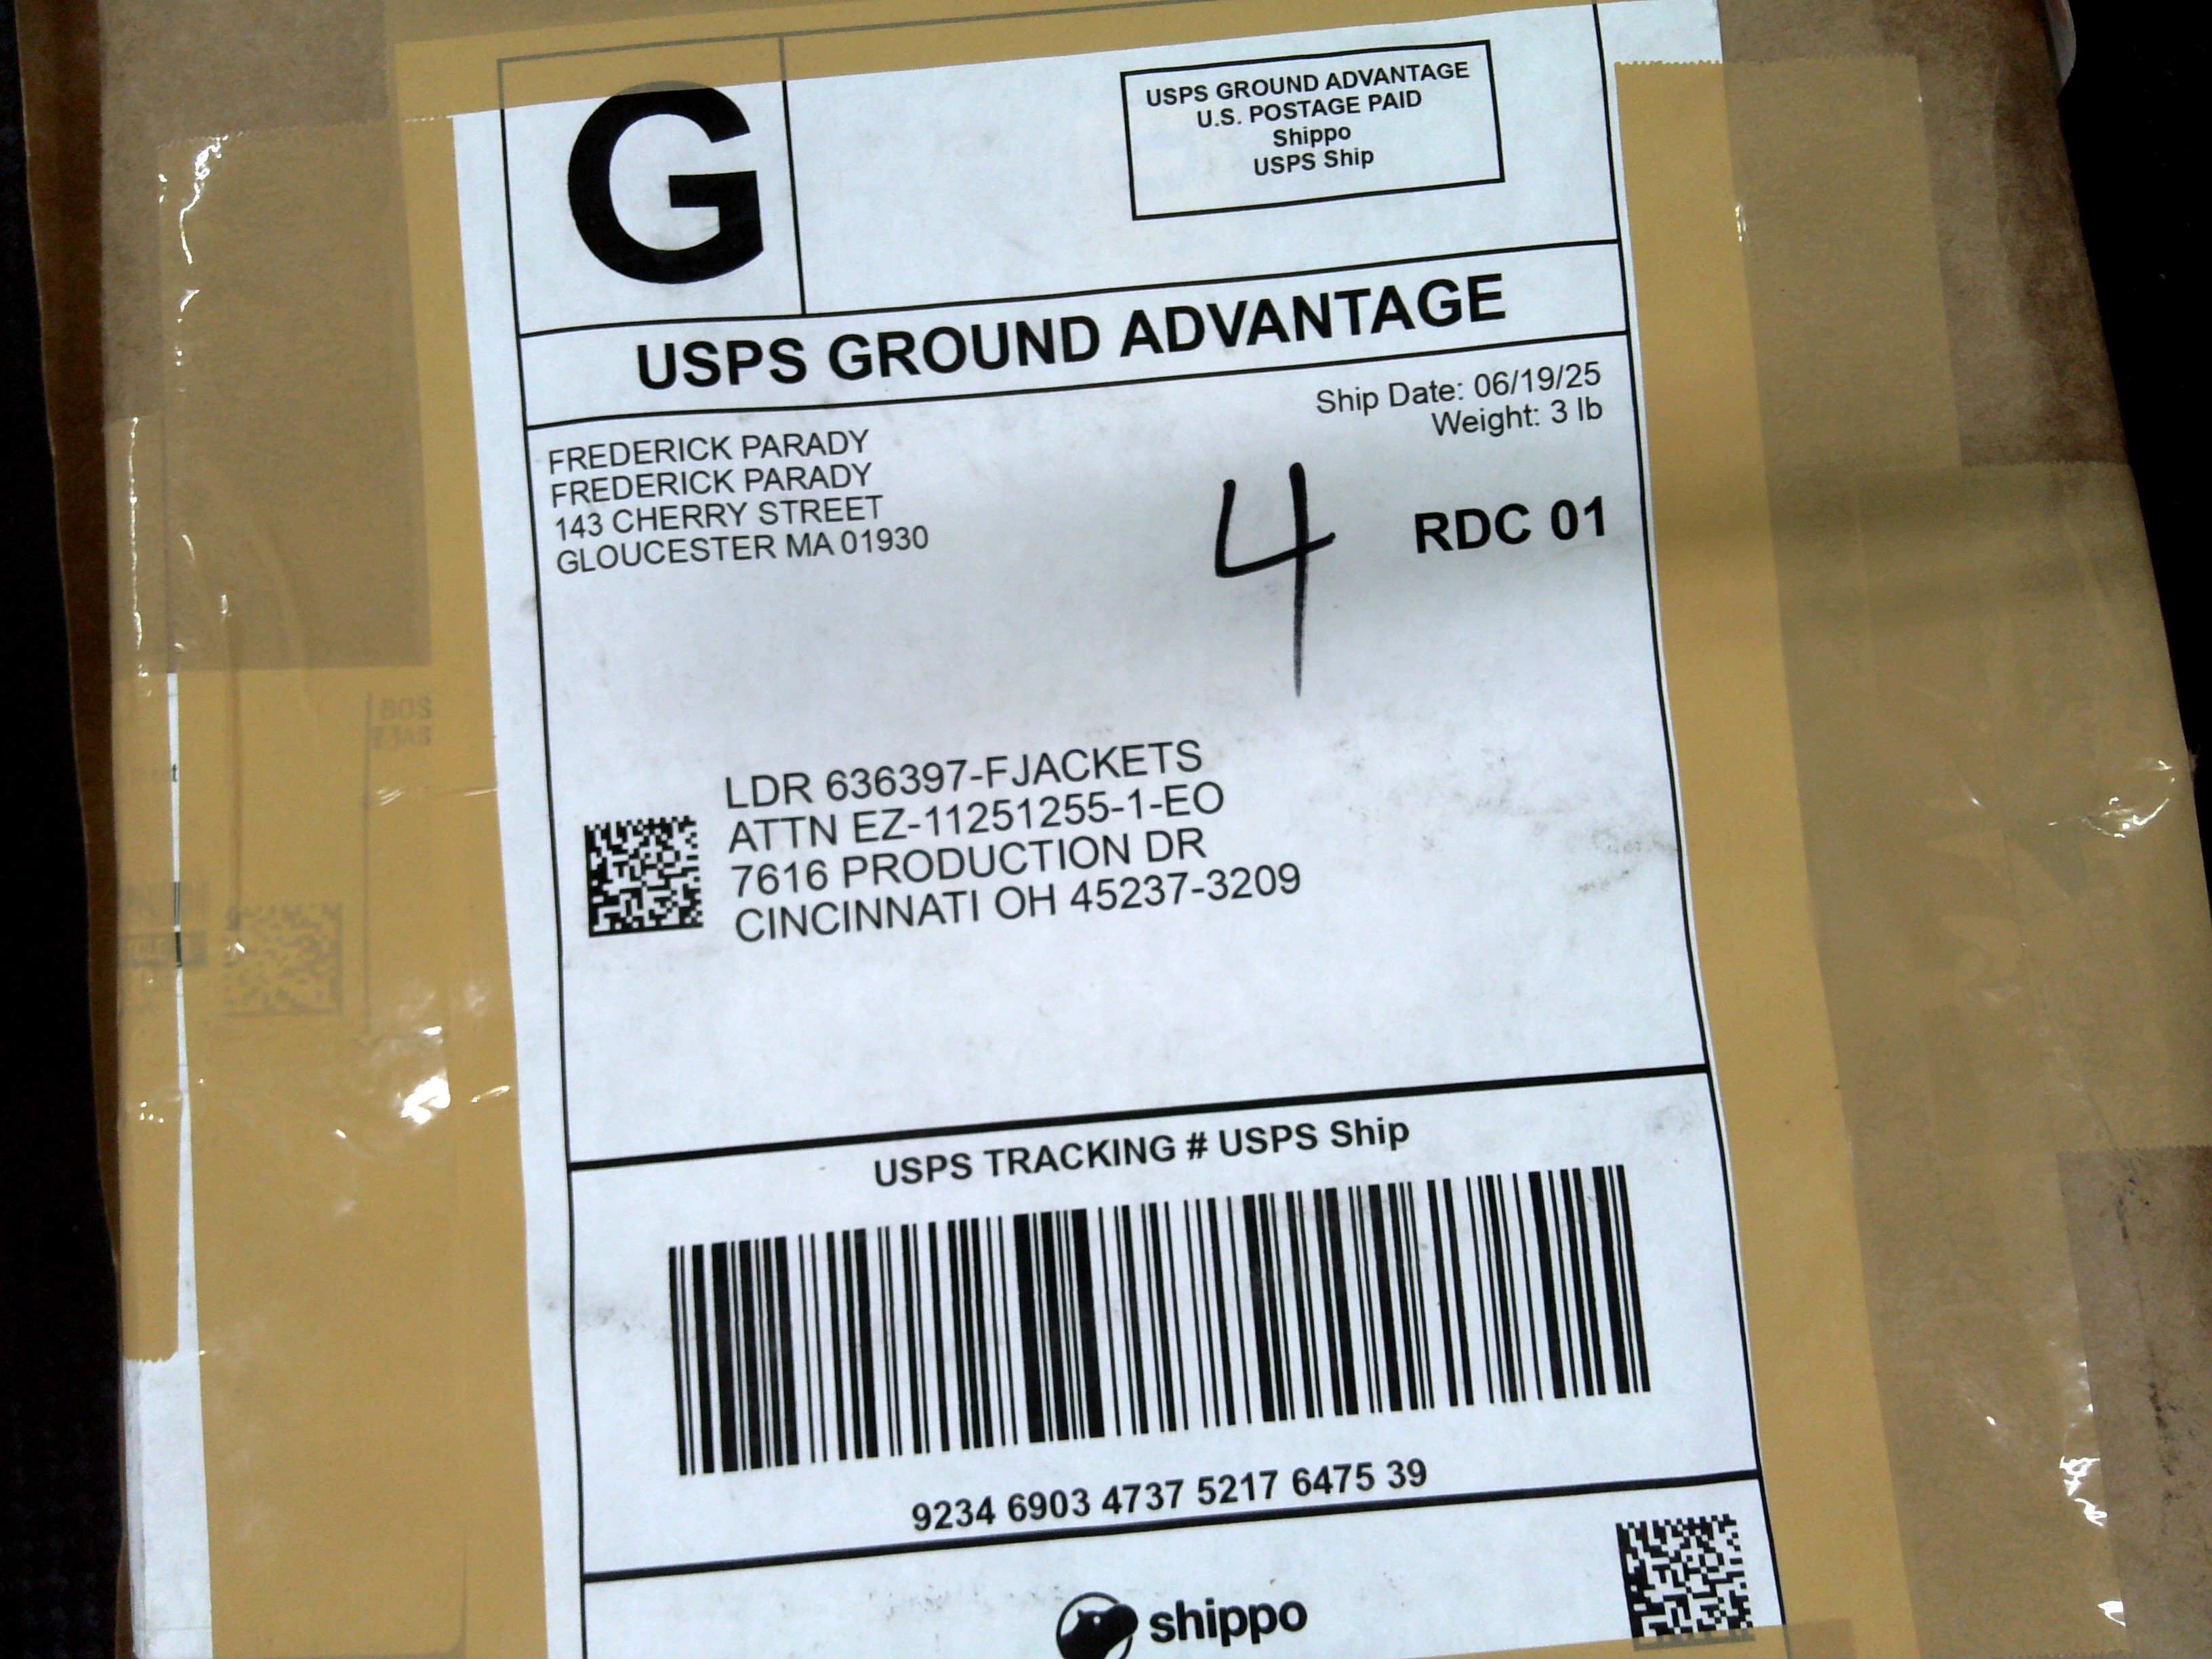 G
USPS GROUND ADVANTAGE
U.S. POSTAGE PAID
Shippo
USPS Ship
USPS GROUND ADVANTAGE
Ship Date: 06/19/25
Weight: 3 lb
FREDERICK PARADY
FREDERICK PARADY
143 CHERRY STREET
GLOUCESTER MA 01930
4
RDC 01
BOS
LDR 636397-FJACKETS
ATTN EZ-11251255-1-EO
7616 PRODUCTION DR
CINCINNATI OH 45237-3209
USPS TRACKING # USPS Ship
9234 6903 4737 5217 6475 39
shippo